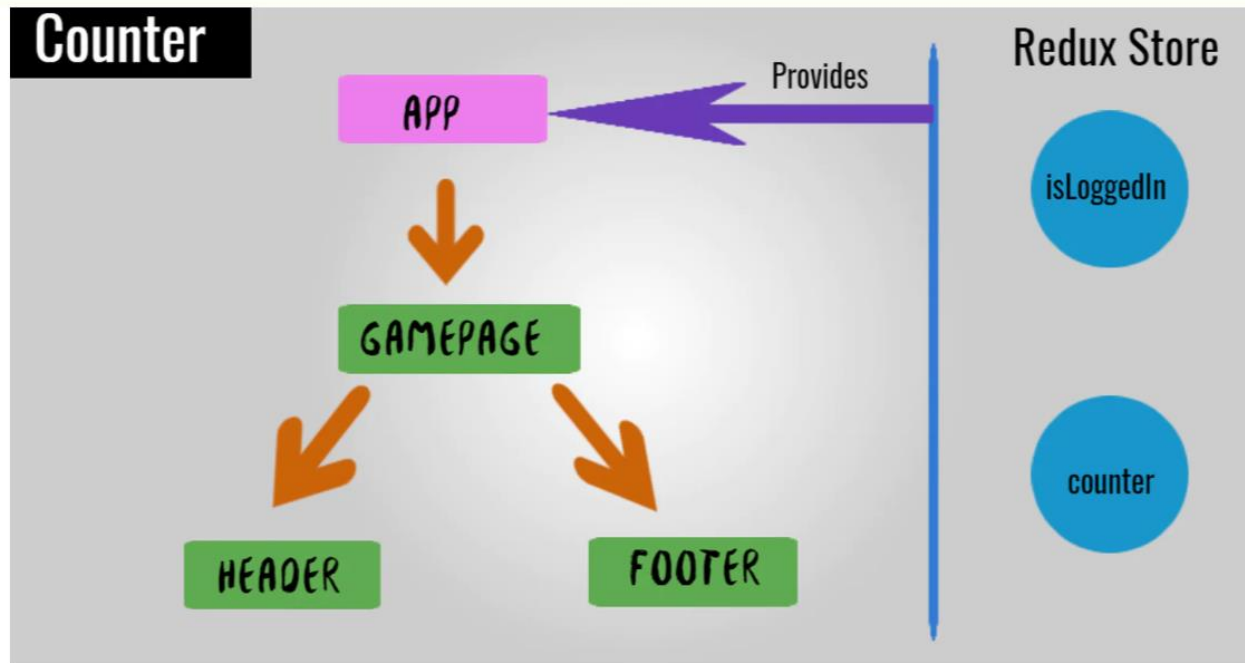 Counter
Redux Store
Provides
APP
isLoggedIn
GAMEPAGE
counter
HEADER
FOOTER